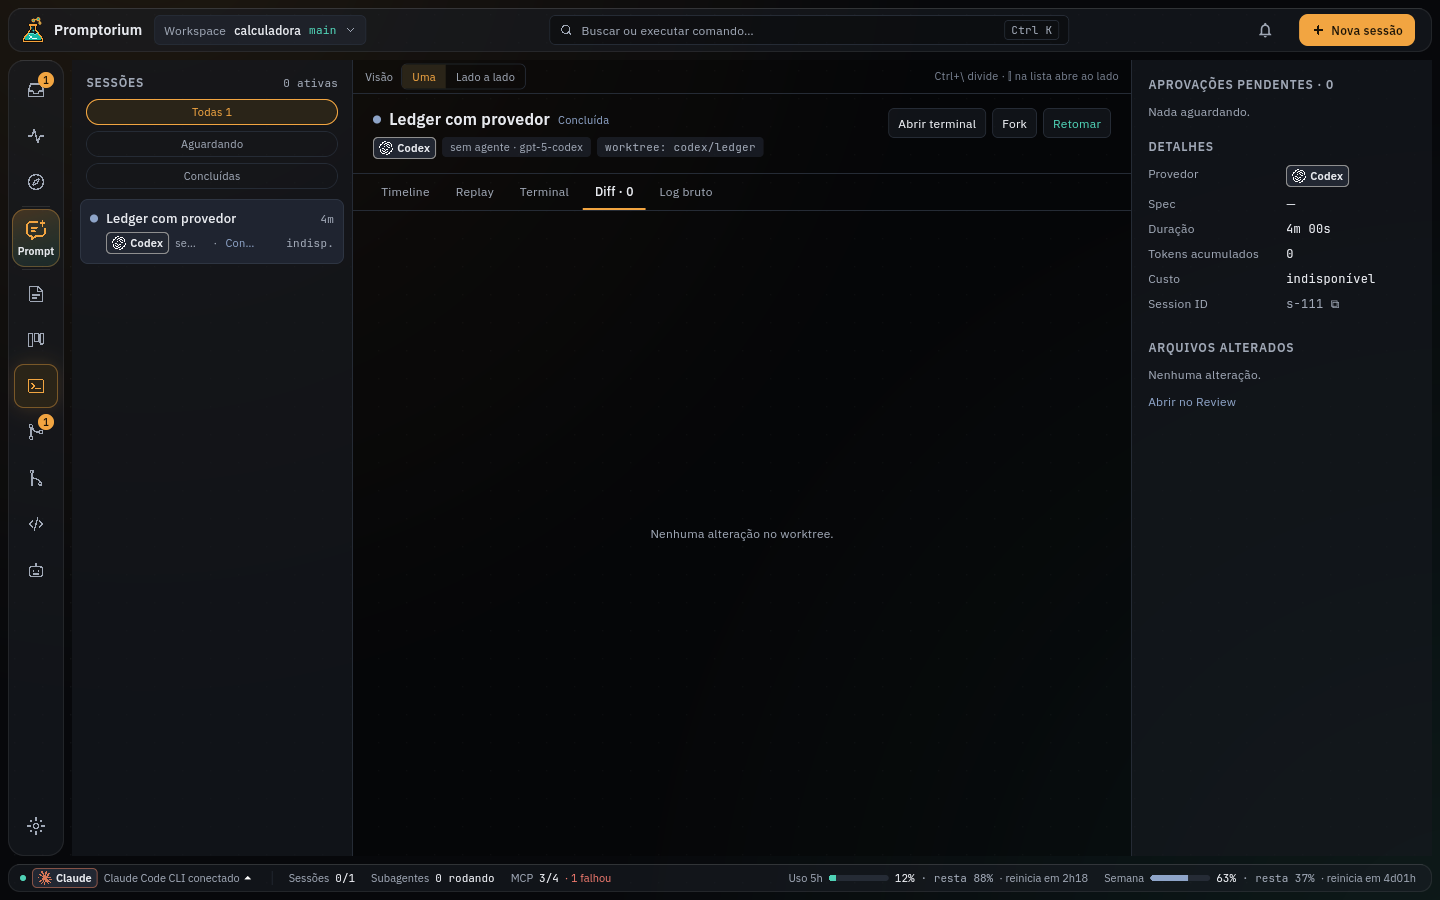 Promptorium
Workspace calculadora main
Buscar ou executar comando...
Ctrl K
+ Nova sessão
1
Prompt
1
SESSÕES
0 ativas
Todas 1
Aguardando
Concluídas
Ledger com provedor
4m
Codex
se...
· Con...
indisp.
Visão
Uma
Lado a lado
Ctrl+\ divide · ⫿ na lista abre ao lado
Ledger com provedor Concluída
Codex
sem agente · gpt-5-codex
worktree: codex/ledger
Abrir terminal
Fork
Retomar
Timeline
Replay
Terminal
Diff · 0
Log bruto
Nenhuma alteração no worktree.
APROVAÇÕES PENDENTES · 0
Nada aguardando.
DETALHES
Provedor Codex
Spec —
Duração 4m 00s
Tokens acumulados 0
Custo indisponível
Session ID s-111
ARQUIVOS ALTERADOS
Nenhuma alteração.
Abrir no Review
Claude Claude Code CLI conectado
Sessões 0/1
Subagentes 0 rodando
MCP 3/4 · 1 falhou
Uso 5h 12% · resta 88% · reinicia em 2h18
Semana 63% · resta 37% · reinicia em 4d01h